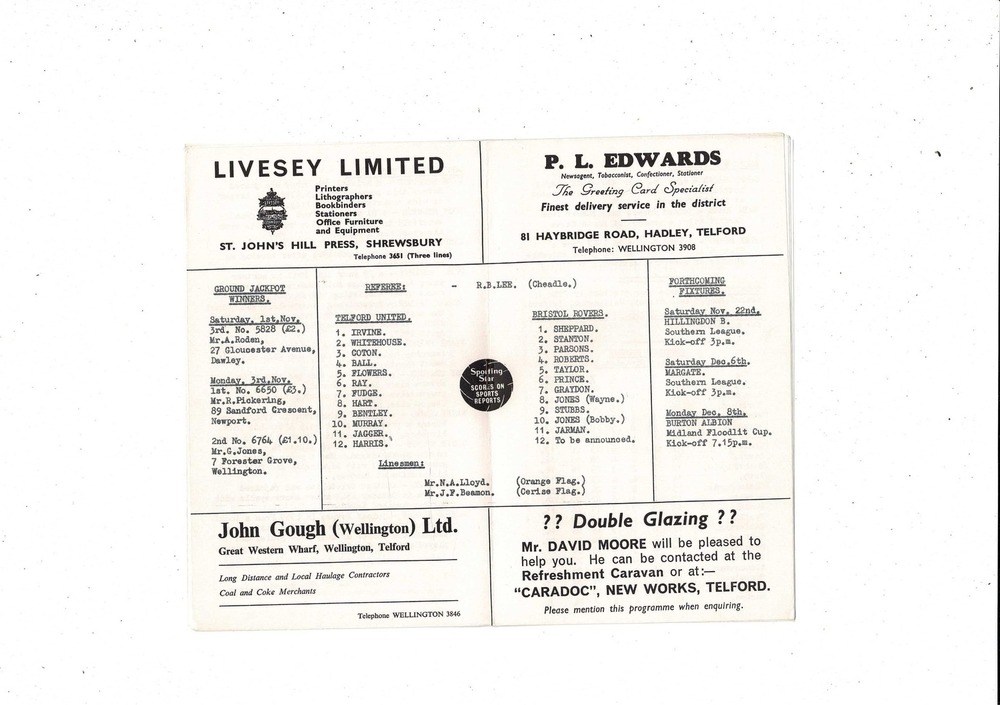 LIVESEY LIMITED
Printers
Lithographers
Bookbinders
Stationers
Office Furniture
and Equipment
ST. JOHN'S HILL PRESS, SHREWSBURY
Telephone 3651 (Three lines)
P. L. EDWARDS
Newsagent, Tobacconist, Confectioner, Stationer
The Greeting Card Specialist
Finest delivery service in the district
81 HAYBRIDGE ROAD, HADLEY, TELFORD
Telephone: WELLINGTON 3908
GROUND JACKPOT
WINNERS.
Saturday. 1st.Nov.
3rd. No. 5828 (£2.)
Mr.A.Roden,
27 Gloucester Avenue,
Dawley.
Monday. 3rd.Nov.
1st. No. 6650 (£3.)
Mr.R.Pickering,
89 Sandford Crescent,
Newport.
2nd No. 6764 (£1.10.)
Mr.G.Jones,
7 Forester Grove,
Wellington.
REFEREE: - R.B.LEE. (Cheadle.)
TELFORD UNITED.
1. IRVINE.
2. WHITEHOUSE.
3. COTON.
4. BALL.
5. FLOWERS.
6. RAY.
7. FUDGE.
8. HART.
9. BENTLEY.
10. MURRAY.
11. JAGGER.
12. HARRIS.
Sporting
Star
SCORES ON
SPORTS
REPORTS
BRISTOL ROVERS.
1. SHEPPARD.
2. STANTON.
3. PARSONS.
4. ROBERTS.
5. TAYLOR.
6. PRINCE.
7. GRAYDON.
8. JONES (Wayne.)
9. STUBBS.
10. JONES (Bobby.)
11. JARMAN.
12. To be announced.
Linesmen:
Mr.N.A.Lloyd. (Orange Flag.)
Mr.J.F.Beamon. (Cerise Flag.)
FORTHCOMING
FIXTURES.
Saturday Nov. 22nd.
HILLINGDON B.
Southern League.
Kick-off 3p.m.
Saturday Dec.6th.
MARGATE.
Southern League.
Kick-off 3p.m.
Monday Dec. 8th.
BURTON ALBION
Midland Floodlit Cup.
Kick-off 7.15p.m.
John Gough (Wellington) Ltd.
Great Western Wharf, Wellington, Telford
Long Distance and Local Haulage Contractors
Coal and Coke Merchants
Telephone WELLINGTON 3846
?? Double Glazing ??
Mr. DAVID MOORE will be pleased to
help you. He can be contacted at the
Refreshment Caravan or at:—
"CARADOC", NEW WORKS, TELFORD.
Please mention this programme when enquiring.